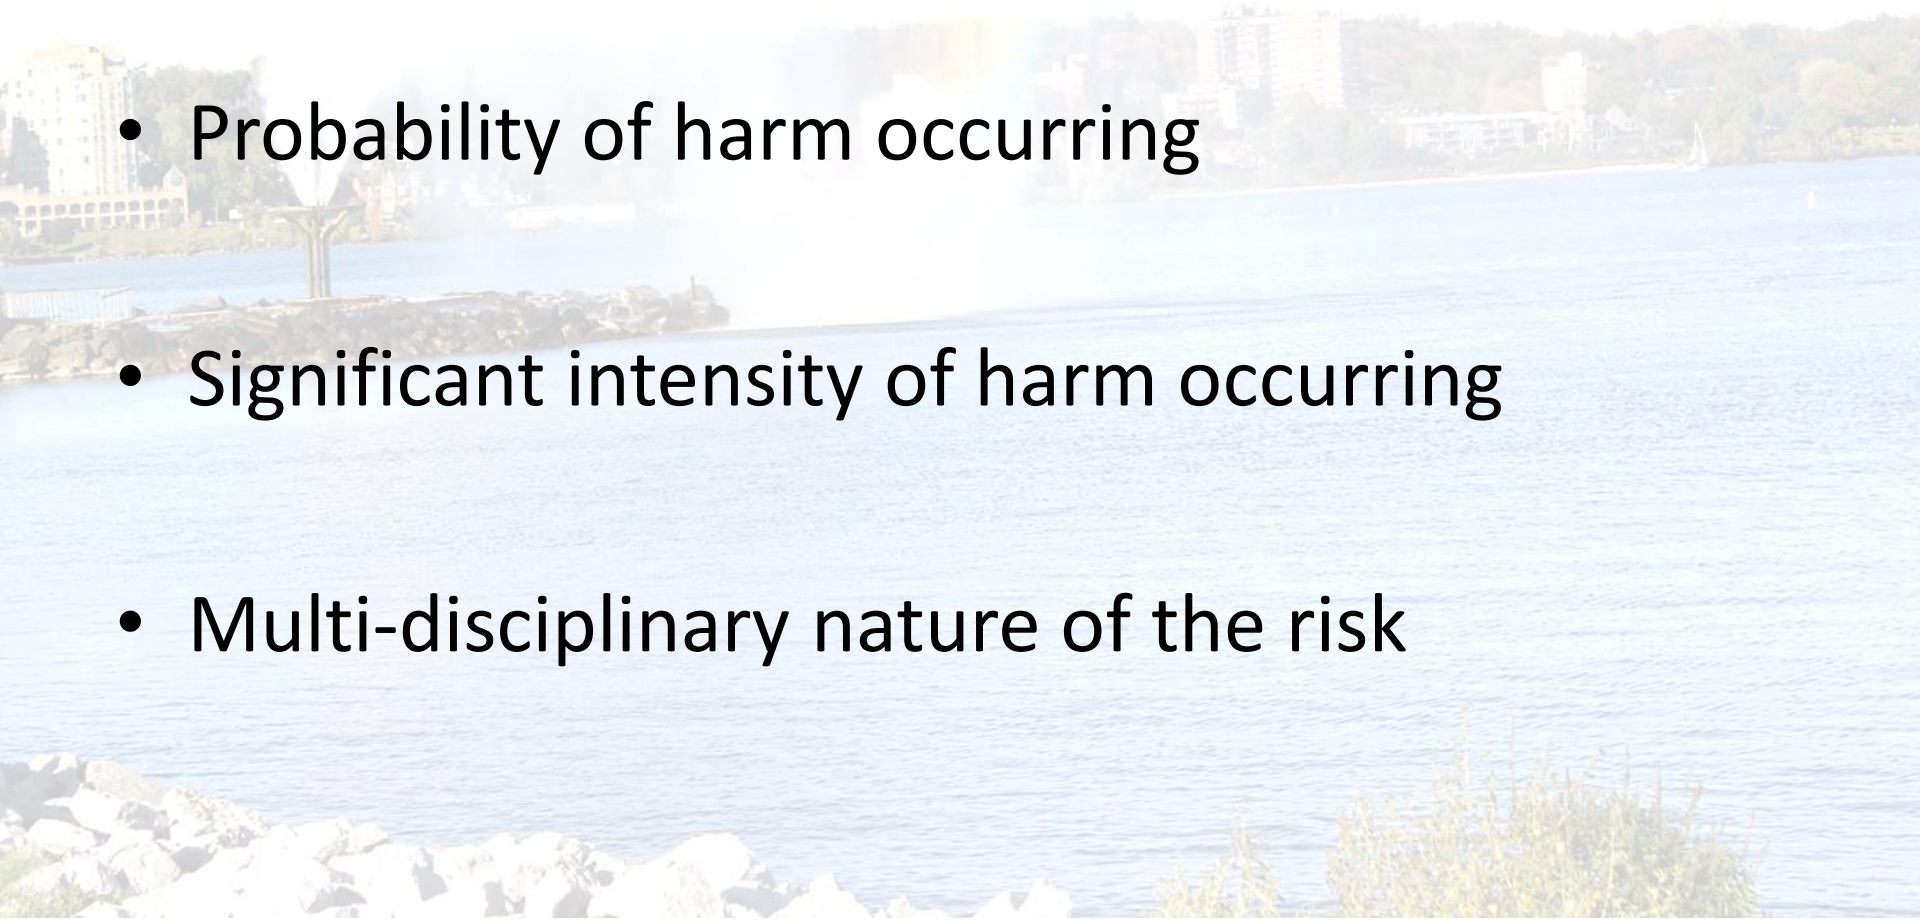 • Probability of harm occurring
• Significant intensity of harm occurring
• Multi-disciplinary nature of the risk